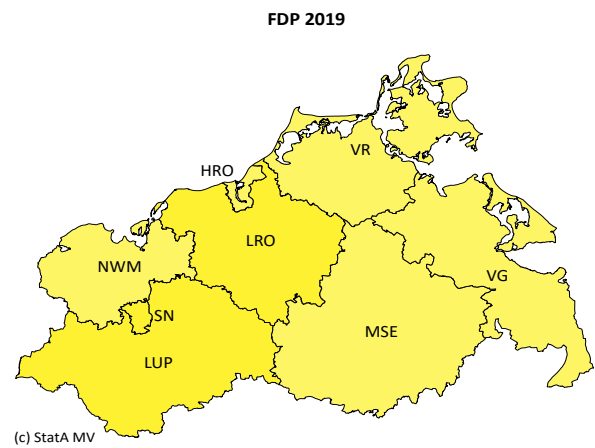 FDP 2019
VR
HRO
LRO
NWM
VG
SN
MSE
LUP
(c) StatA MV